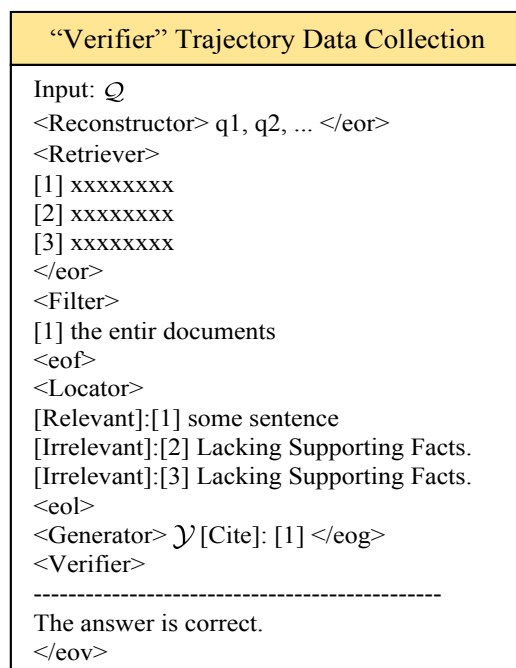 “Verifier” Trajectory Data Collection
Input: 𝒬
<Reconstructor> q1, q2, ... </eor>
<Retriever>
[1] xxxxxxxx
[2] xxxxxxxx
[3] xxxxxxxx
</eor>
<Filter>
[1] the entir documents
<eof>
<Locator>
[Relevant]:[1] some sentence
[Irrelevant]:[2] Lacking Supporting Facts.
[Irrelevant]:[3] Lacking Supporting Facts.
<eol>
<Generator> 𝒴 [Cite]: [1] </eog>
<Verifier>
-----------------------------------------------
The answer is correct.
</eov>